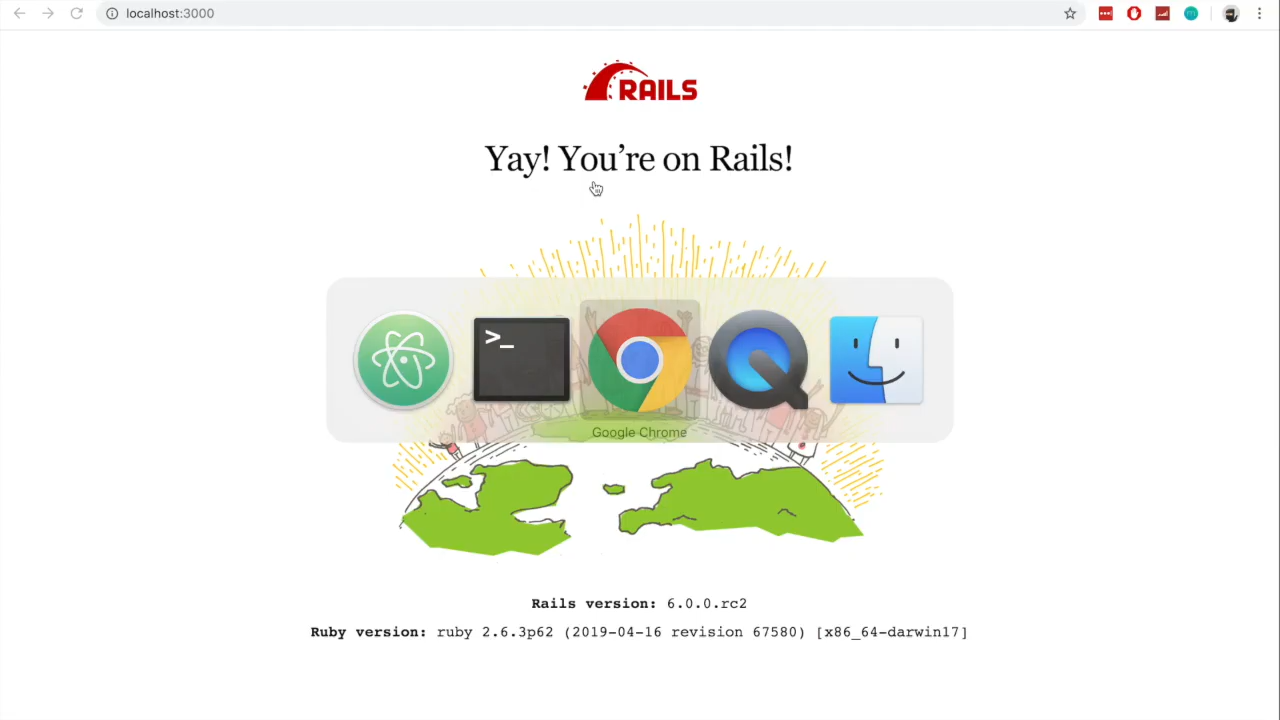 localhost:3000
RAILS
Yay! You’re on Rails!
>_
Google Chrome
Rails version: 6.0.0.rc2
Ruby version: ruby 2.6.3p62 (2019-04-16 revision 67580) [x86_64-darwin17]